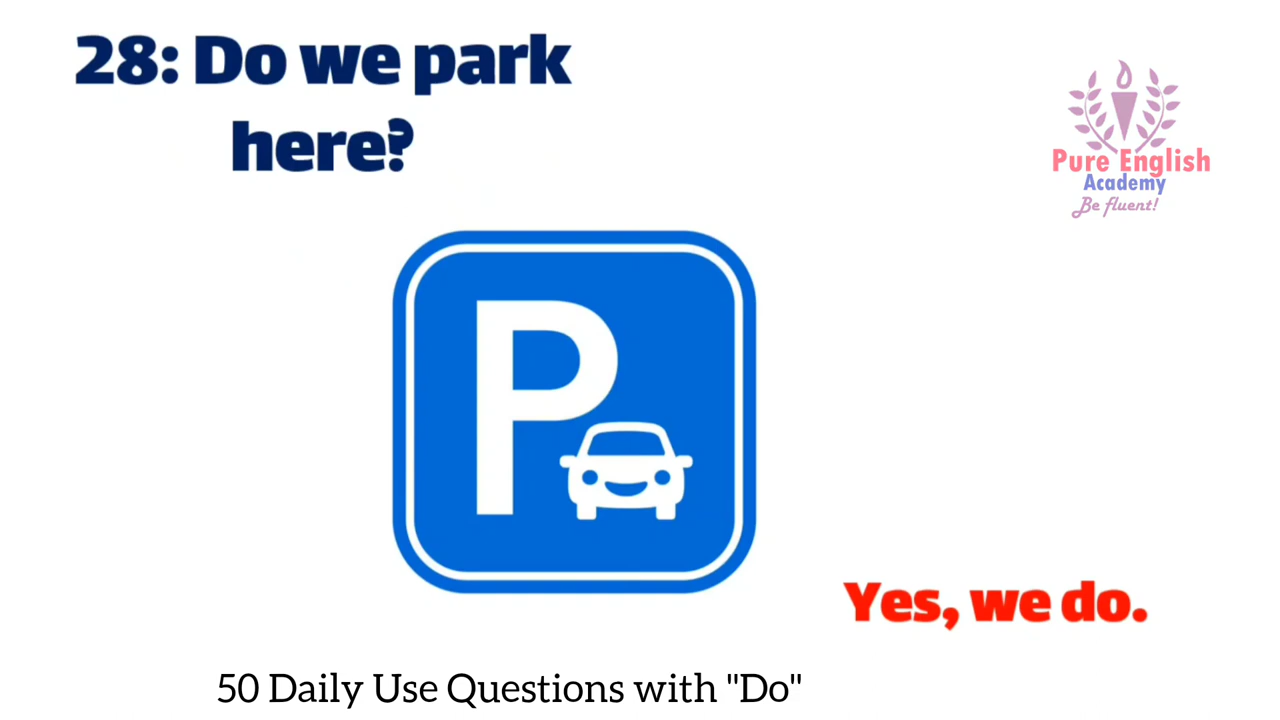 28: Do we park
here?
Pure English
Academy
Be fluent!
P
Yes, we do.
50 Daily Use Questions with "Do"